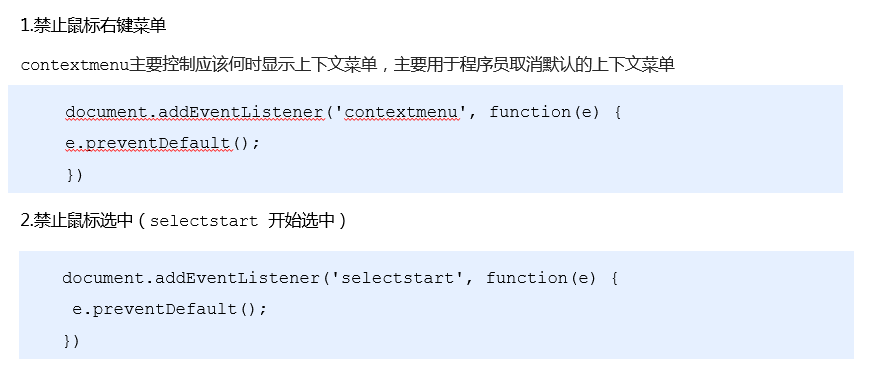 1.禁止鼠标右键菜单
contextmenu主要控制应该何时显示上下文菜单，主要用于程序员取消默认的上下文菜单
document.addEventListener('contextmenu', function(e) {
e.preventDefault();
})
2.禁止鼠标选中（selectstart 开始选中）
document.addEventListener('selectstart', function(e) {
e.preventDefault();
})